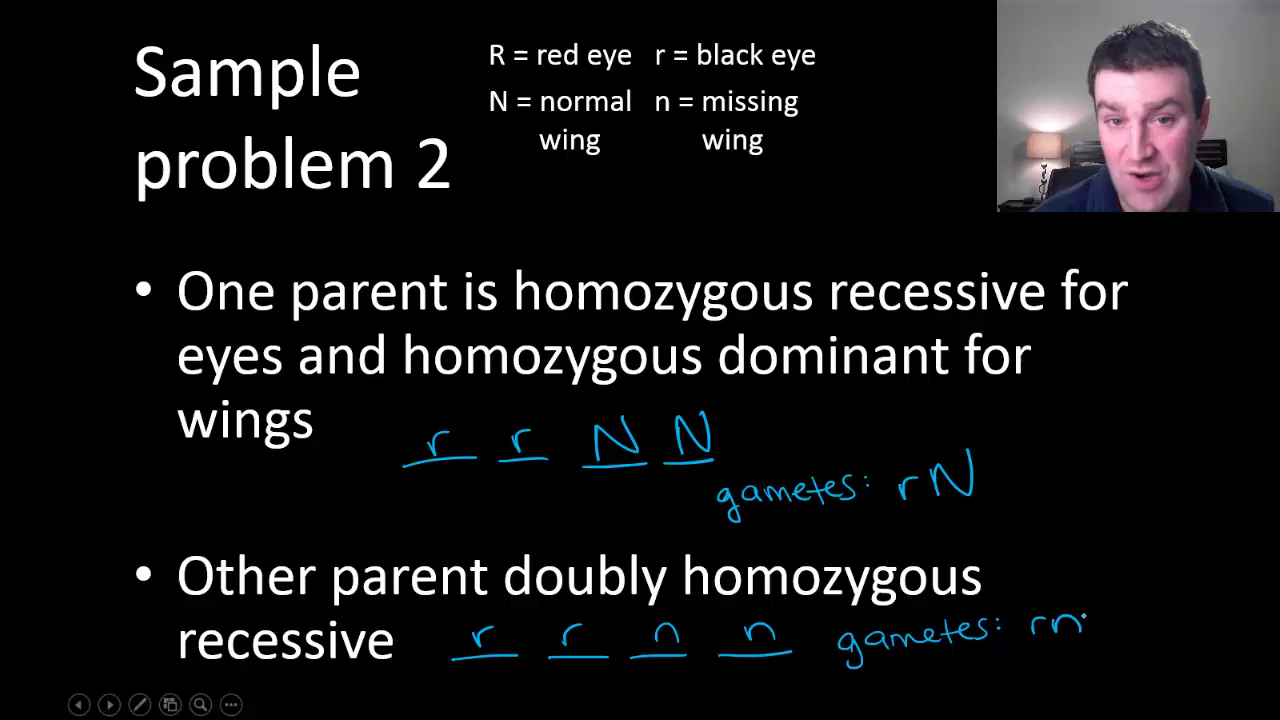 Sample
problem 2
R = red eye r = black eye
N = normal n = missing
wing wing
• One parent is homozygous recessive for
eyes and homozygous dominant for
wings
r r N N
gametes: rN
• Other parent doubly homozygous
recessive r r n n gametes: rn